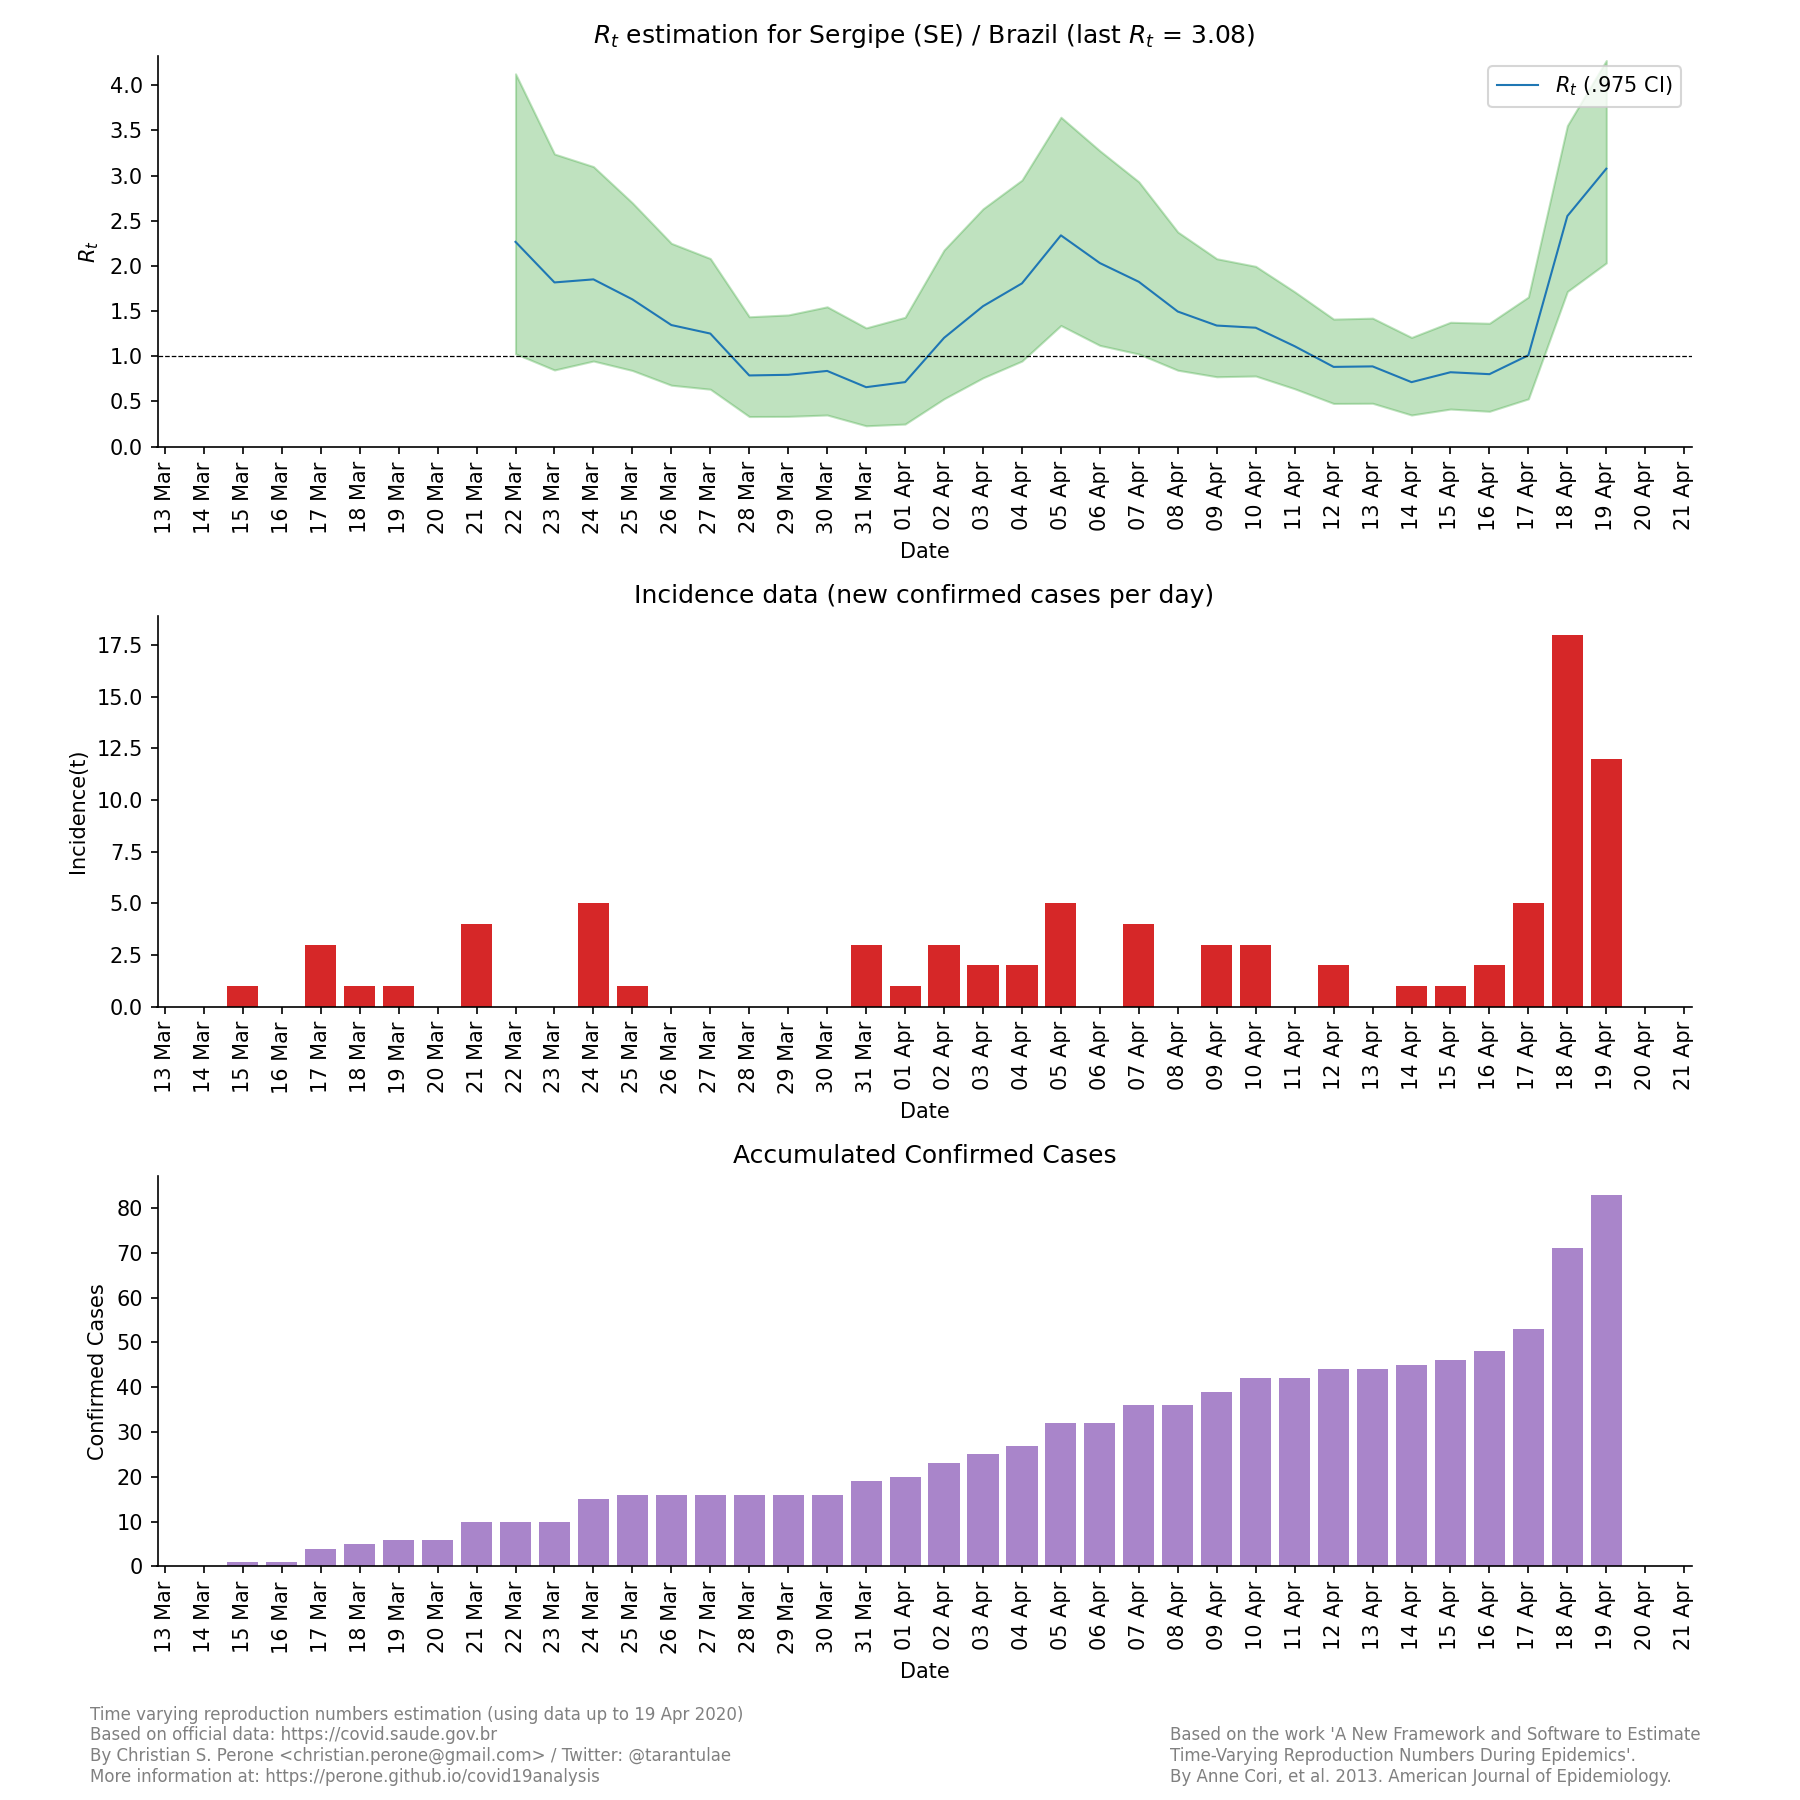 R_t estimation for Sergipe (SE) / Brazil (last R_t = 3.08)
R_t (.975 CI)
R_t
4.0
3.5
3.0
2.5
2.0
1.5
1.0
0.5
0.0
13 Mar 14 Mar 15 Mar 16 Mar 17 Mar 18 Mar 19 Mar 20 Mar 21 Mar 22 Mar 23 Mar 24 Mar 25 Mar 26 Mar 27 Mar 28 Mar 29 Mar 30 Mar 31 Mar 01 Apr 02 Apr 03 Apr 04 Apr 05 Apr 06 Apr 07 Apr 08 Apr 09 Apr 10 Apr 11 Apr 12 Apr 13 Apr 14 Apr 15 Apr 16 Apr 17 Apr 18 Apr 19 Apr 20 Apr 21 Apr
Date
Incidence data (new confirmed cases per day)
Incidence(t)
17.5
15.0
12.5
10.0
7.5
5.0
2.5
0.0
13 Mar 14 Mar 15 Mar 16 Mar 17 Mar 18 Mar 19 Mar 20 Mar 21 Mar 22 Mar 23 Mar 24 Mar 25 Mar 26 Mar 27 Mar 28 Mar 29 Mar 30 Mar 31 Mar 01 Apr 02 Apr 03 Apr 04 Apr 05 Apr 06 Apr 07 Apr 08 Apr 09 Apr 10 Apr 11 Apr 12 Apr 13 Apr 14 Apr 15 Apr 16 Apr 17 Apr 18 Apr 19 Apr 20 Apr 21 Apr
Date
Accumulated Confirmed Cases
Confirmed Cases
80
70
60
50
40
30
20
10
0
13 Mar 14 Mar 15 Mar 16 Mar 17 Mar 18 Mar 19 Mar 20 Mar 21 Mar 22 Mar 23 Mar 24 Mar 25 Mar 26 Mar 27 Mar 28 Mar 29 Mar 30 Mar 31 Mar 01 Apr 02 Apr 03 Apr 04 Apr 05 Apr 06 Apr 07 Apr 08 Apr 09 Apr 10 Apr 11 Apr 12 Apr 13 Apr 14 Apr 15 Apr 16 Apr 17 Apr 18 Apr 19 Apr 20 Apr 21 Apr
Date
Time varying reproduction numbers estimation (using data up to 19 Apr 2020)
Based on official data: https://covid.saude.gov.br
By Christian S. Perone <christian.perone@gmail.com> / Twitter: @tarantulae
More information at: https://perone.github.io/covid19analysis
Based on the work 'A New Framework and Software to Estimate
Time-Varying Reproduction Numbers During Epidemics'.
By Anne Cori, et al. 2013. American Journal of Epidemiology.